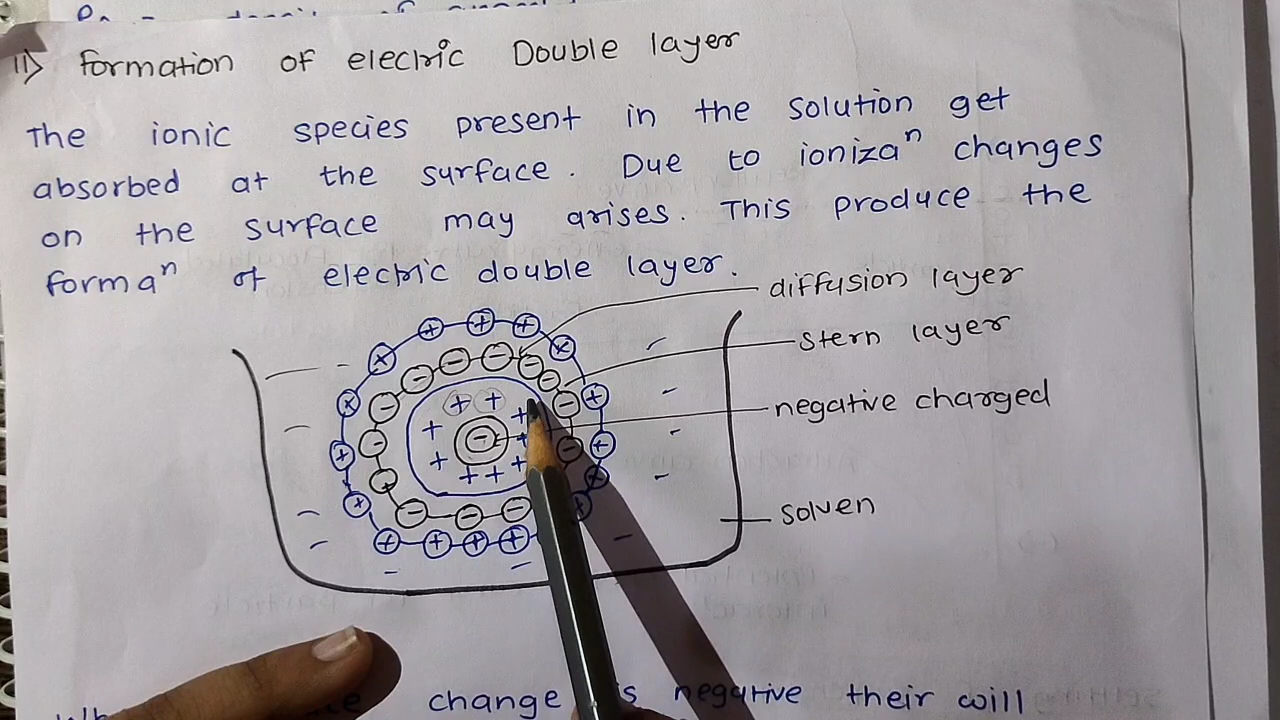 11) Formation of electric Double layer
The ionic species present in the solution get
absorbed at the surface. Due to ionizaⁿ changes
on the surface may arises. This produce the
formaⁿ of electric double layer.
diffusion layer
stern layer
negative charged
solven
change is negative their will